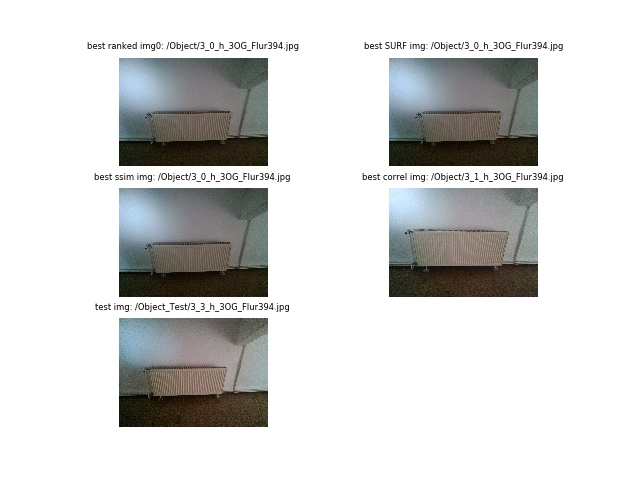 best ranked img0: /Object/3_0_h_3OG_Flur394.jpg
best SURF img: /Object/3_0_h_3OG_Flur394.jpg
best ssim img: /Object/3_0_h_3OG_Flur394.jpg
best correl img: /Object/3_1_h_3OG_Flur394.jpg
test img: /Object_Test/3_3_h_3OG_Flur394.jpg